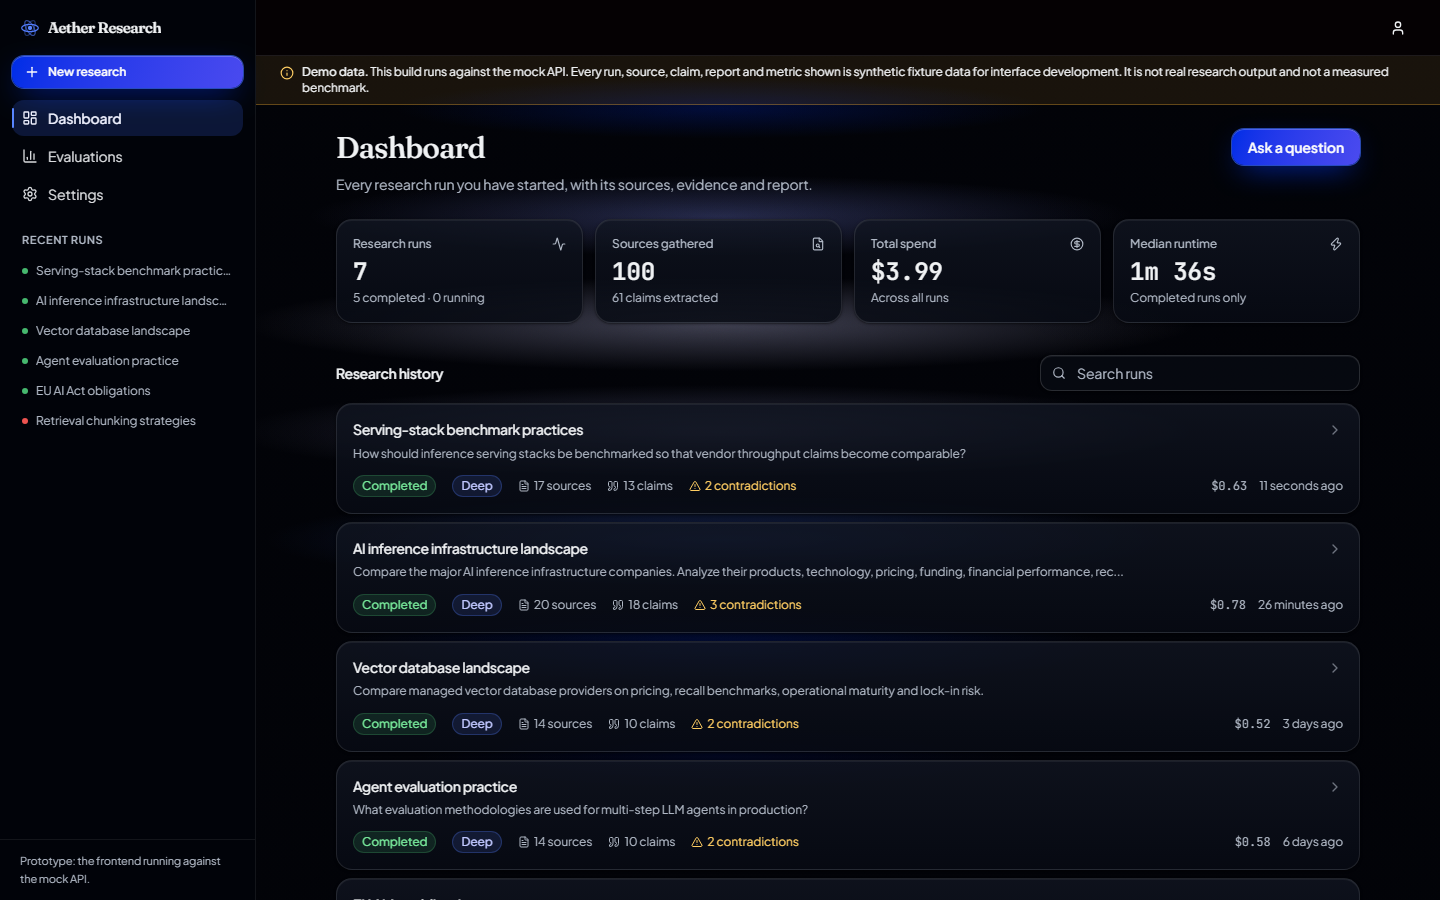 Aether Research
New research
Dashboard
Evaluations
Settings
RECENT RUNS
Serving-stack benchmark practic...
AI inference infrastructure landsc...
Vector database landscape
Agent evaluation practice
EU AI Act obligations
Retrieval chunking strategies
Prototype: the frontend running against
the mock API.
Demo data. This build runs against the mock API. Every run, source, claim, report and metric shown is synthetic fixture data for interface development. It is not real research output and not a measured
benchmark.
Dashboard
Ask a question
Every research run you have started, with its sources, evidence and report.
Research runs
7
5 completed · 0 running
Sources gathered
100
61 claims extracted
Total spend
$3.99
Across all runs
Median runtime
1m 36s
Completed runs only
Research history
Search runs
Serving-stack benchmark practices
How should inference serving stacks be benchmarked so that vendor throughput claims become comparable?
Completed Deep 17 sources 13 claims 2 contradictions $0.63 11 seconds ago
AI inference infrastructure landscape
Compare the major AI inference infrastructure companies. Analyze their products, technology, pricing, funding, financial performance, rec...
Completed Deep 20 sources 18 claims 3 contradictions $0.78 26 minutes ago
Vector database landscape
Compare managed vector database providers on pricing, recall benchmarks, operational maturity and lock-in risk.
Completed Deep 14 sources 10 claims 2 contradictions $0.52 3 days ago
Agent evaluation practice
What evaluation methodologies are used for multi-step LLM agents in production?
Completed Deep 14 sources 10 claims 2 contradictions $0.58 6 days ago